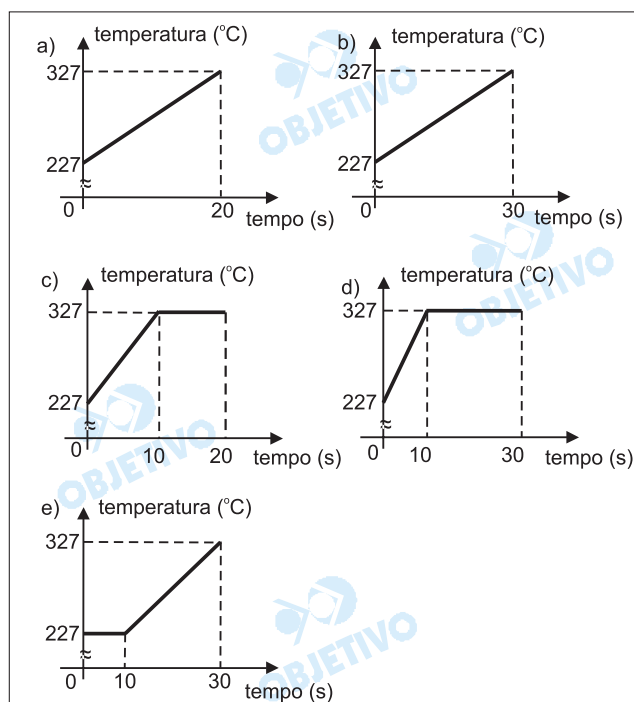 a) temperatura (°C)
327
227
≈
0 20 tempo (s)
b) temperatura (°C)
327
227
≈
0 30 tempo (s)
c) temperatura (°C)
327
227
≈
0 10 20 tempo (s)
d) temperatura (°C)
327
227
≈
0 10 30 tempo (s)
e) temperatura (°C)
327
227
≈
0 10 30 tempo (s)
OBJETIVO
OBJETIVO
OBJETIVO
OBJETIVO